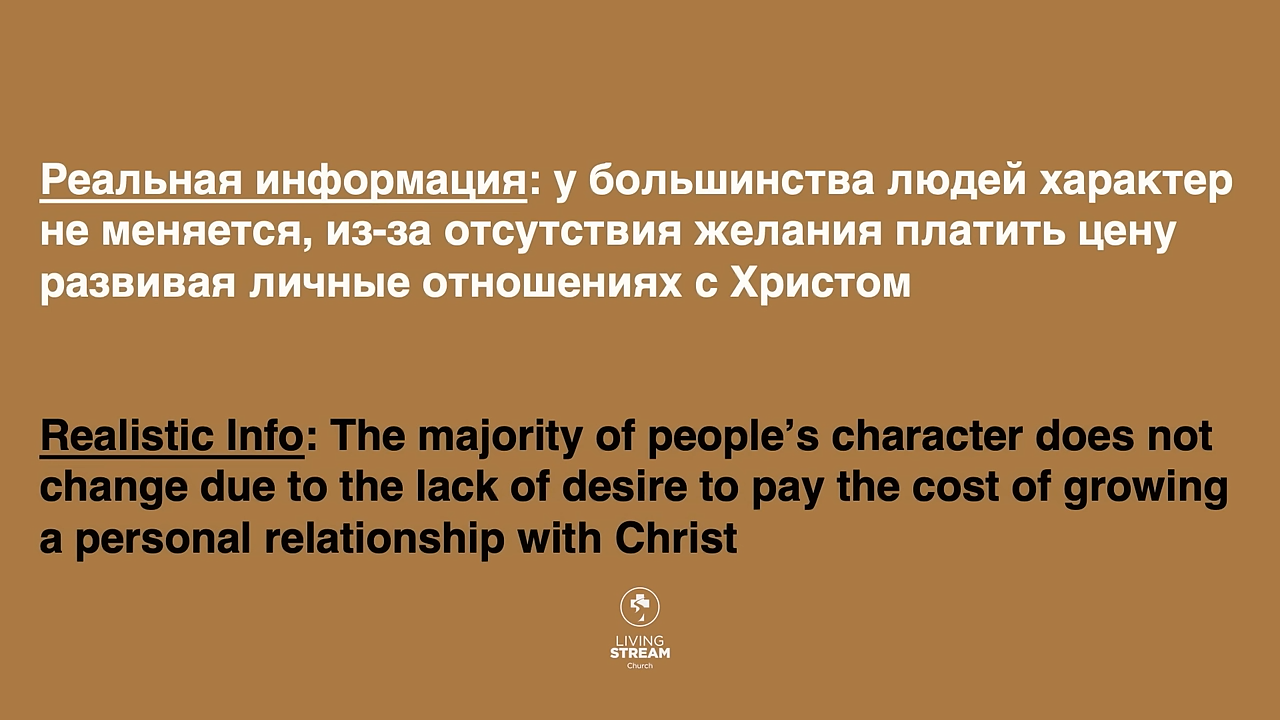 Реальная информация: у большинства людей характер
не меняется, из-за отсутствия желания платить цену
развивая личные отношениях с Христом
Realistic Info: The majority of people’s character does not
change due to the lack of desire to pay the cost of growing
a personal relationship with Christ
LIVING
STREAM
Church